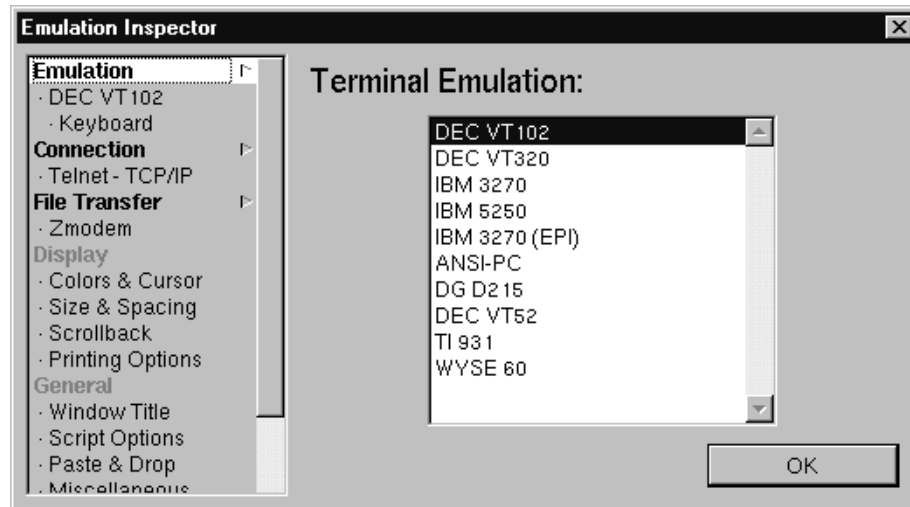 Emulation Inspector
Emulation
· DEC VT102
· Keyboard
Connection
· Telnet - TCP/IP
File Transfer
· Zmodem
Display
· Colors & Cursor
· Size & Spacing
· Scrollback
· Printing Options
General
· Window Title
· Script Options
· Paste & Drop
· Miscellaneous
Terminal Emulation:
DEC VT102
DEC VT320
IBM 3270
IBM 5250
IBM 3270 (EPI)
ANSI-PC
DG D215
DEC VT52
TI 931
WYSE 60
OK